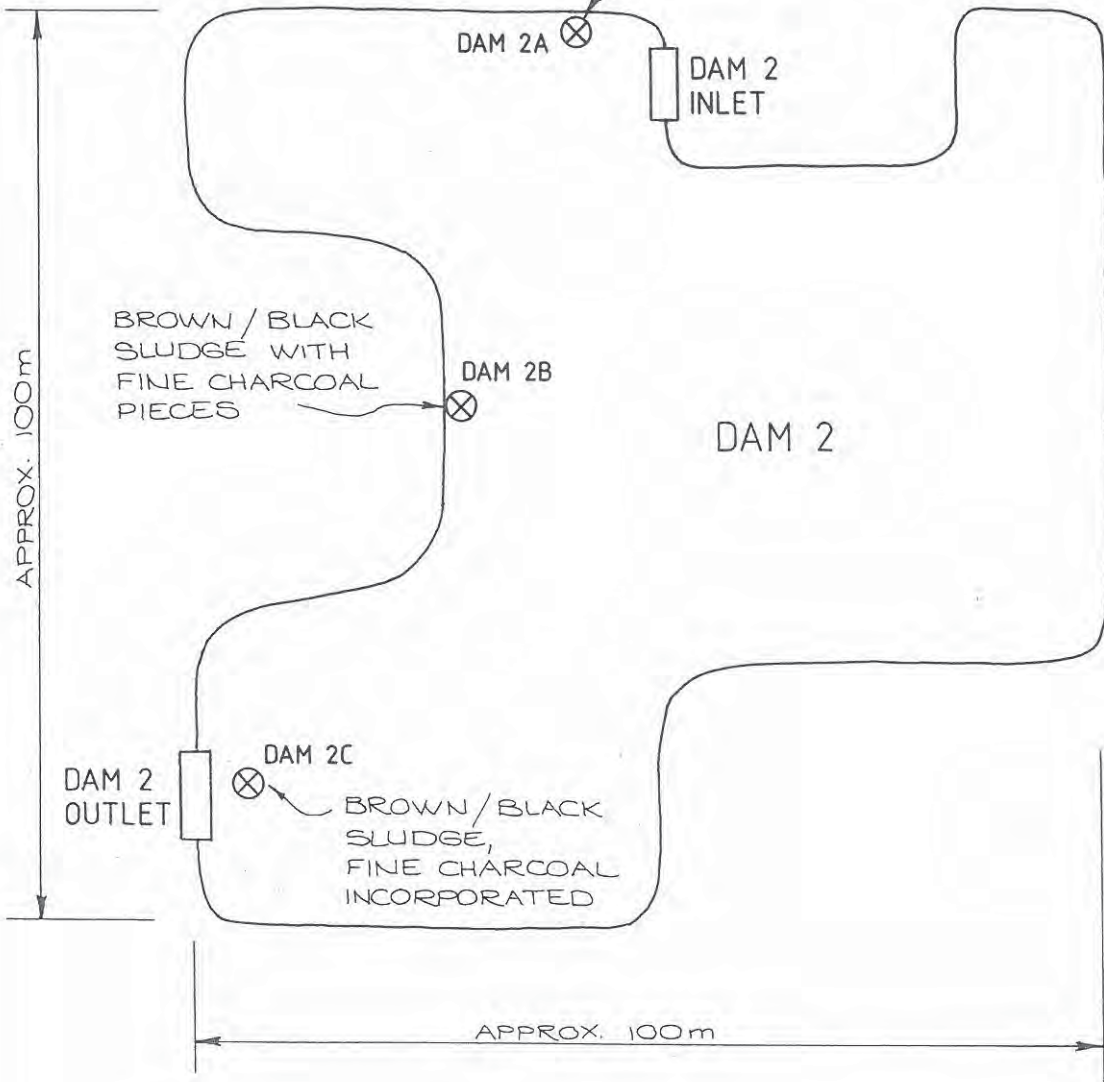 DAM 2A
DAM 2
INLET
BROWN / BLACK
SLUDGE WITH
FINE CHARCOAL
PIECES
DAM 2B
DAM 2
APPROX. 100m
DAM 2C
DAM 2
OUTLET
BROWN / BLACK
SLUDGE,
FINE CHARCOAL
INCORPORATED
APPROX. 100m